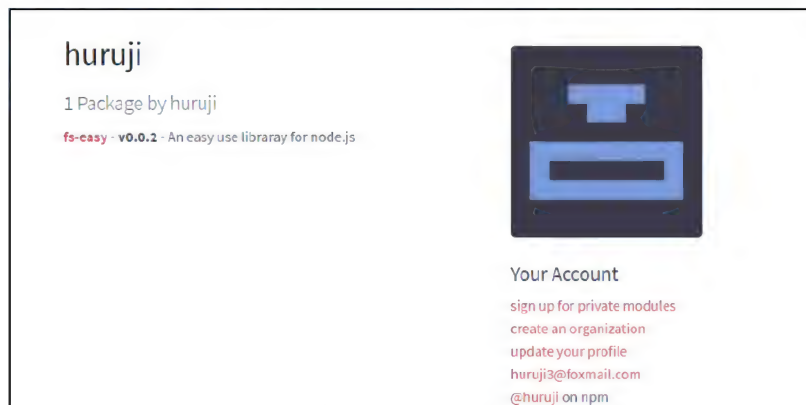 huruji
1 Package by huruji
fs-easy - v0.0.2 - An easy use libraray for node.js
Your Account
sign up for private modules
create an organization
update your profile
huruji3@foxmail.com
@huruji on npm